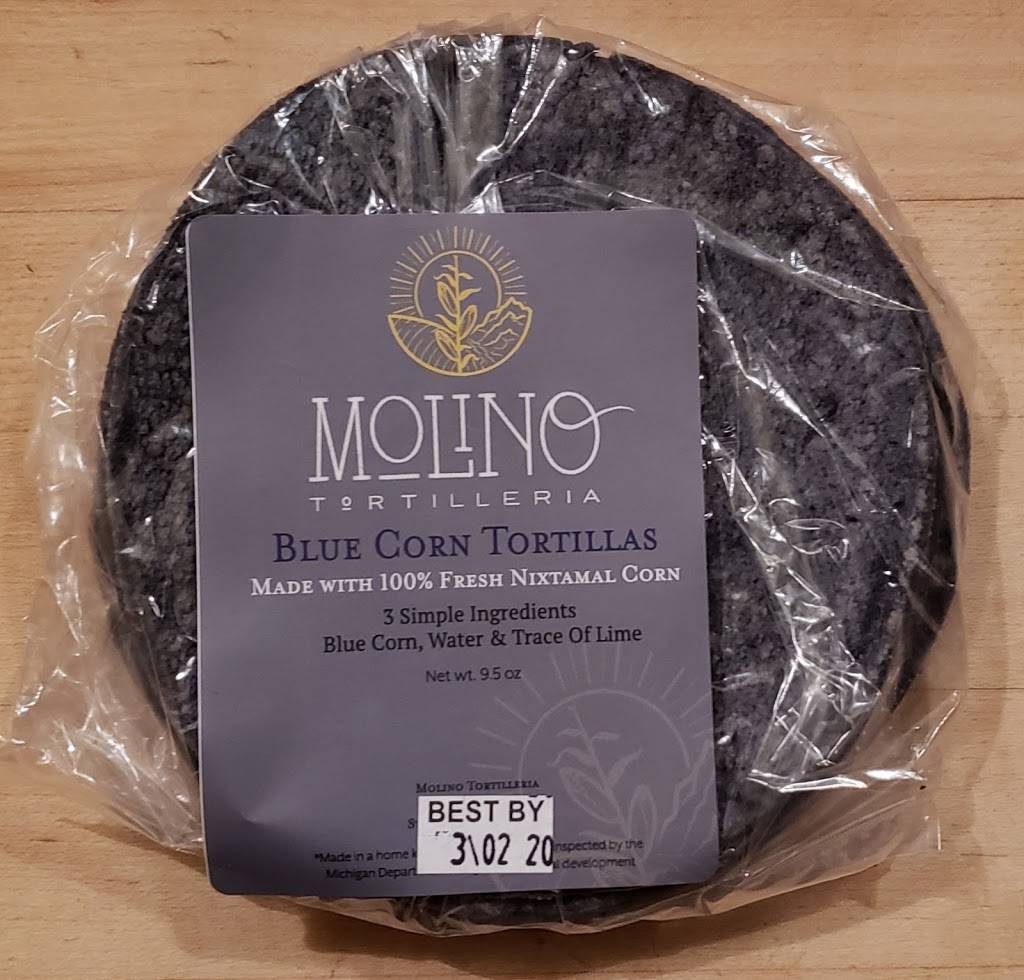 MOLINO
TORTILLERIA
BLUE CORN TORTILLAS
MADE WITH 100% FRESH NIXTAMAL CORN
3 Simple Ingredients
Blue Corn, Water & Trace Of Lime
Net wt. 9.5 oz
MOLINO TORTILLERIA
BEST BY
3\02 20
*Made in a home nspected by the
Michigan Depar development